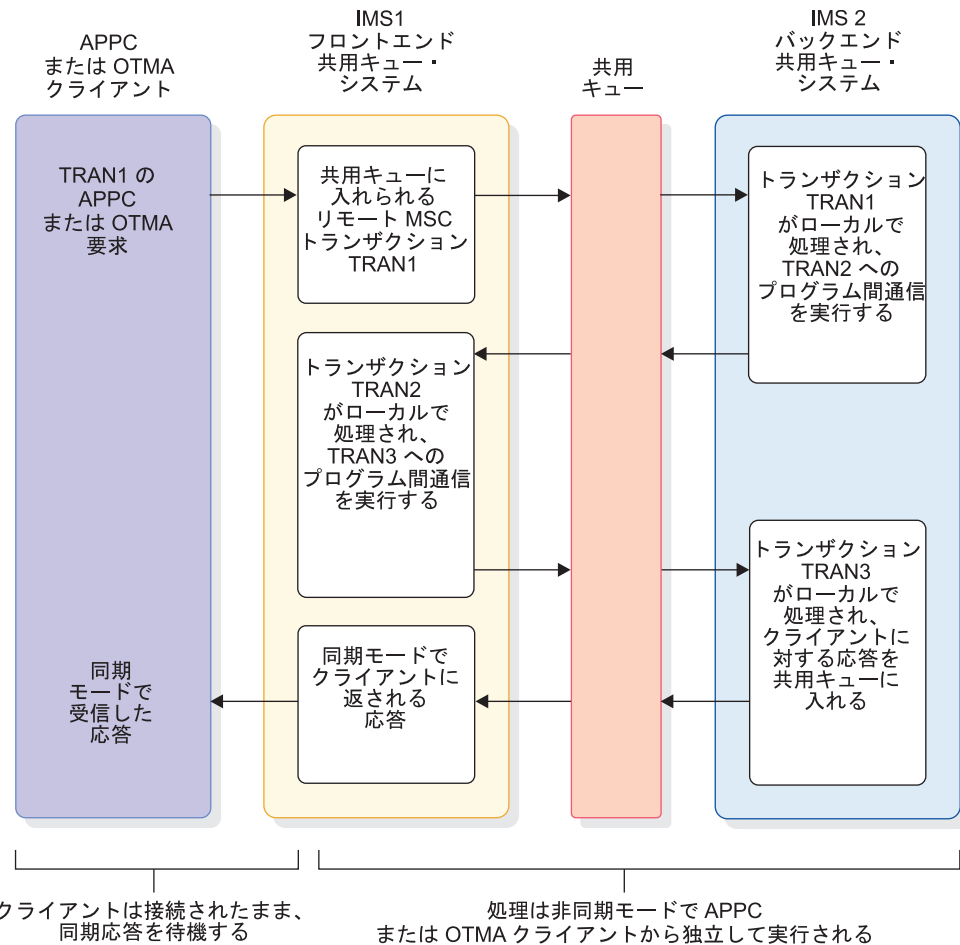 APPC
または OTMA
クライアント
IMS1
フロントエンド
共用キュー・
システム
共用
キュー
IMS 2
バックエンド
共用キュー・システム
TRAN1 の
APPC
または OTMA
要求
共用キューに
入れられる
リモート MSC
トランザクション
TRAN1
トランザクション
TRAN1
がローカルで
処理され、
TRAN2 への
プログラム間通信
を実行する
トランザクション
TRAN2
がローカルで
処理され、
TRAN3 への
プログラム間通信
を実行する
トランザクション
TRAN3
がローカルで
処理され、
クライアントに
対する応答を
共用キューに
入れる
同期モードで
クライアントに
返される
応答
同期
モードで
受信した
応答
クライアントは接続されたまま、
同期応答を待機する
処理は非同期モードで APPC
または OTMA クライアントから独立して実行される